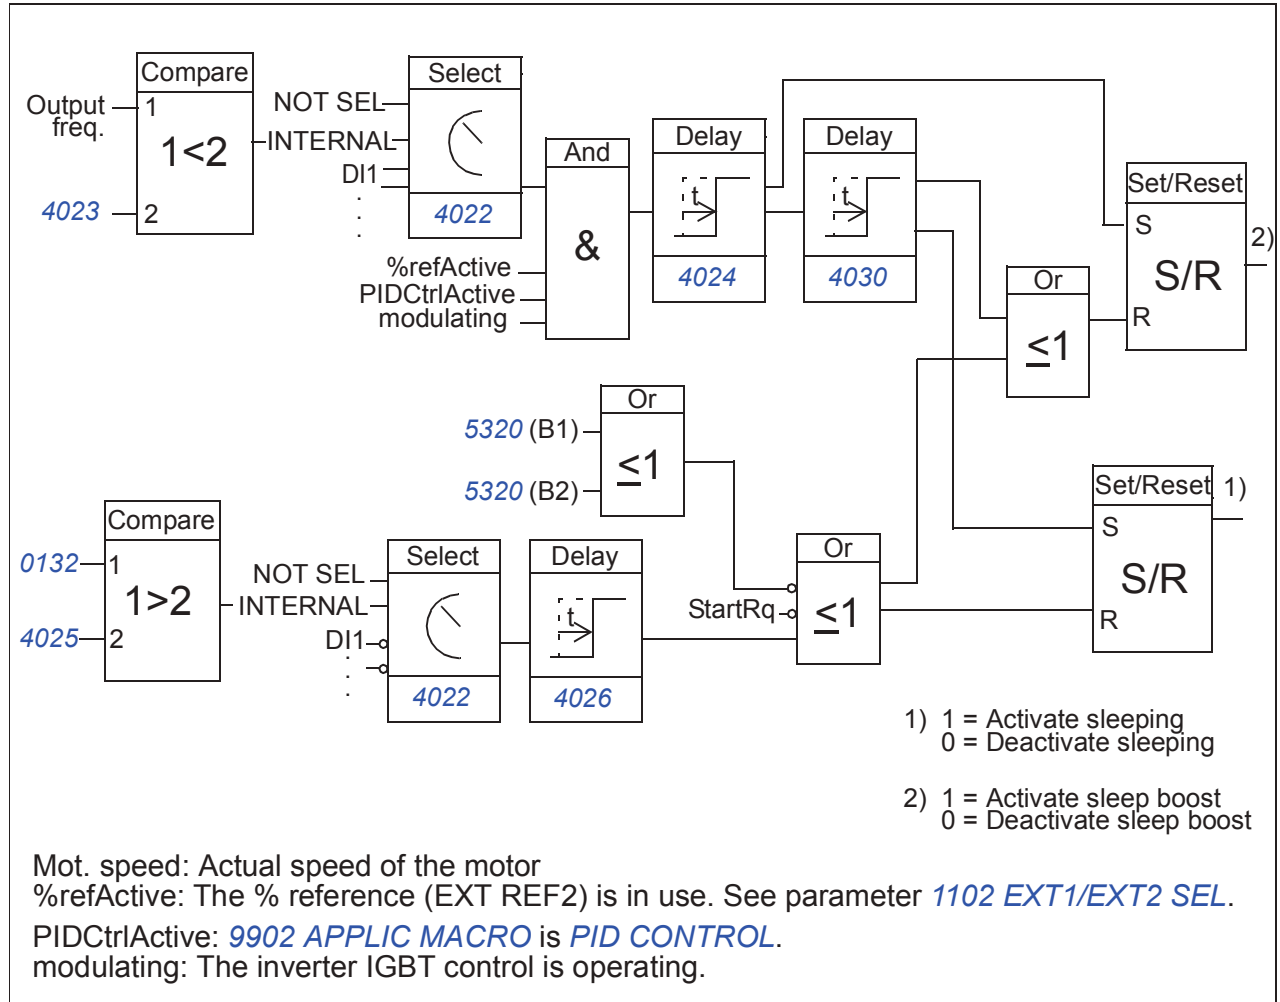 Compare
Output
freq.
1
1<2
4023
2
NOT SEL
INTERNAL
DI1
.
.
.
Select
4022
%refActive
PIDCtrlActive
modulating
And
&
Delay
t
4024
Delay
t
4030
Or
<1
Set/Reset
S
S/R
R
2)
5320 (B1)
5320 (B2)
Or
<1
Compare
0132
1
1>2
4025
2
NOT SEL
INTERNAL
DI1
.
.
.
Select
4022
Delay
t
4026
StartRq
Or
<1
Set/Reset
1)
S
S/R
R
1) 1 = Activate sleeping
0 = Deactivate sleeping
2) 1 = Activate sleep boost
0 = Deactivate sleep boost
Mot. speed: Actual speed of the motor
%refActive: The % reference (EXT REF2) is in use. See parameter 1102 EXT1/EXT2 SEL.
PIDCtrlActive: 9902 APPLIC MACRO is PID CONTROL.
modulating: The inverter IGBT control is operating.